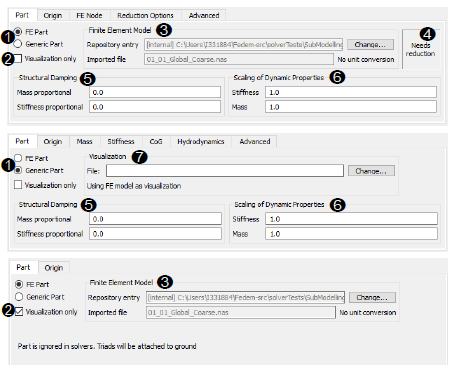 Part Origin FE Node Reduction Options Advanced
1 FE Part
Generic Part
2 Visualization only
Finite Element Model 3
Repository entry [internal] C:\Users\I331884\Fedem-src\solverTests\SubModelling Change...
Imported file 01_01_Global_Coarse.nas No unit conversion
4
Needs
reduction
Structural Damping 5
Mass proportional 0.0
Stiffness proportional 0.0
Scaling of Dynamic Properties 6
Stiffness 1.0
Mass 1.0
Part Origin Mass Stiffness CoG Hydrodynamics Advanced
1 FE Part
Generic Part
Visualization only
Visualization 7
File: Change...
Using FE model as visualization
Structural Damping 5
Mass proportional 0.0
Stiffness proportional 0.0
Scaling of Dynamic Properties 6
Stiffness 1.0
Mass 1.0
Part Origin
FE Part
Generic Part
2 Visualization only
Finite Element Model 3
Repository entry [internal] C:\Users\I331884\Fedem-src\solverTests\SubModelling Change...
Imported file 01_01_Global_Coarse.nas No unit conversion
Part is ignored in solvers. Triads will be attached to ground